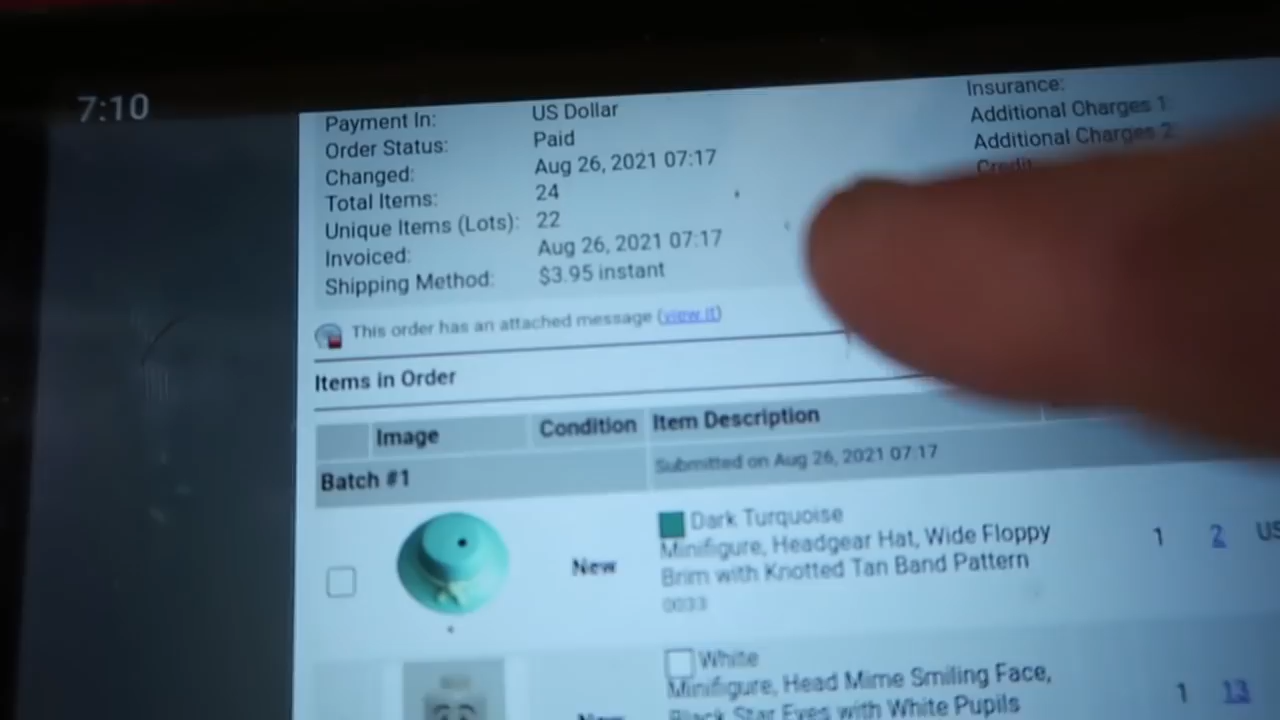 7:10
Payment In: US Dollar
Order Status: Paid
Changed: Aug 26, 2021 07:17
Total Items: 24
Unique Items (Lots): 22
Invoiced: Aug 26, 2021 07:17
Shipping Method: $3.95 instant
Insurance:
Additional Charges 1
Additional Charges 2
Credit
This order has an attached message (view it)
Items in Order
Image Condition Item Description
Batch #1 Submitted on Aug 26, 2021 07:17
New
Dark Turquoise
Minifigure, Headgear Hat, Wide Floppy
Brim with Knotted Tan Band Pattern
0033
1 2 US
White
Minifigure, Head Mime Smiling Face,
Black Star Eyes with White Pupils
New
1 13